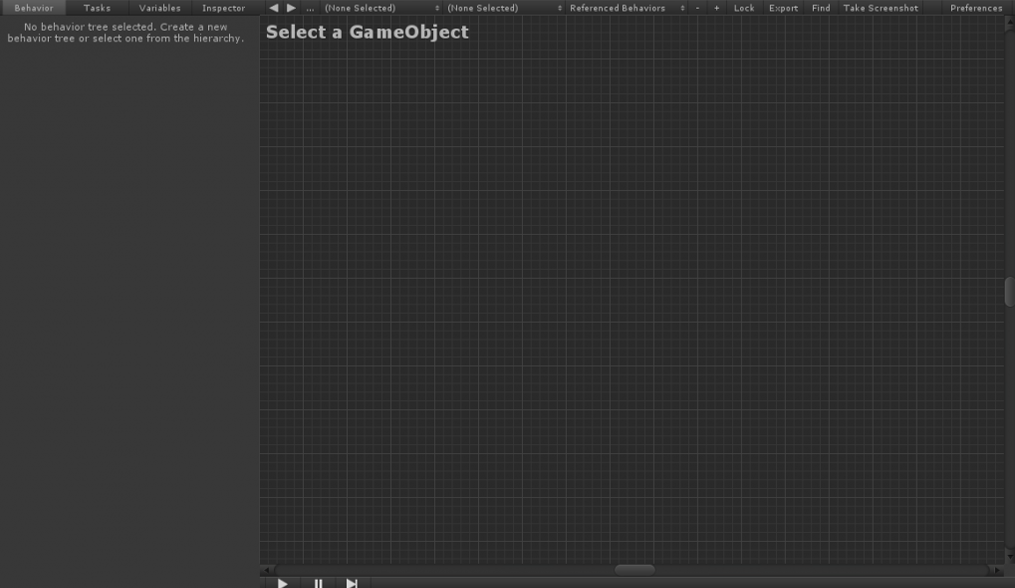 Behavior Tasks Variables Inspector ... (None Selected) (None Selected) Referenced Behaviors - + Lock Export Find Take Screenshot Preferences
No behavior tree selected. Create a new
behavior tree or select one from the hierarchy.
Select a GameObject